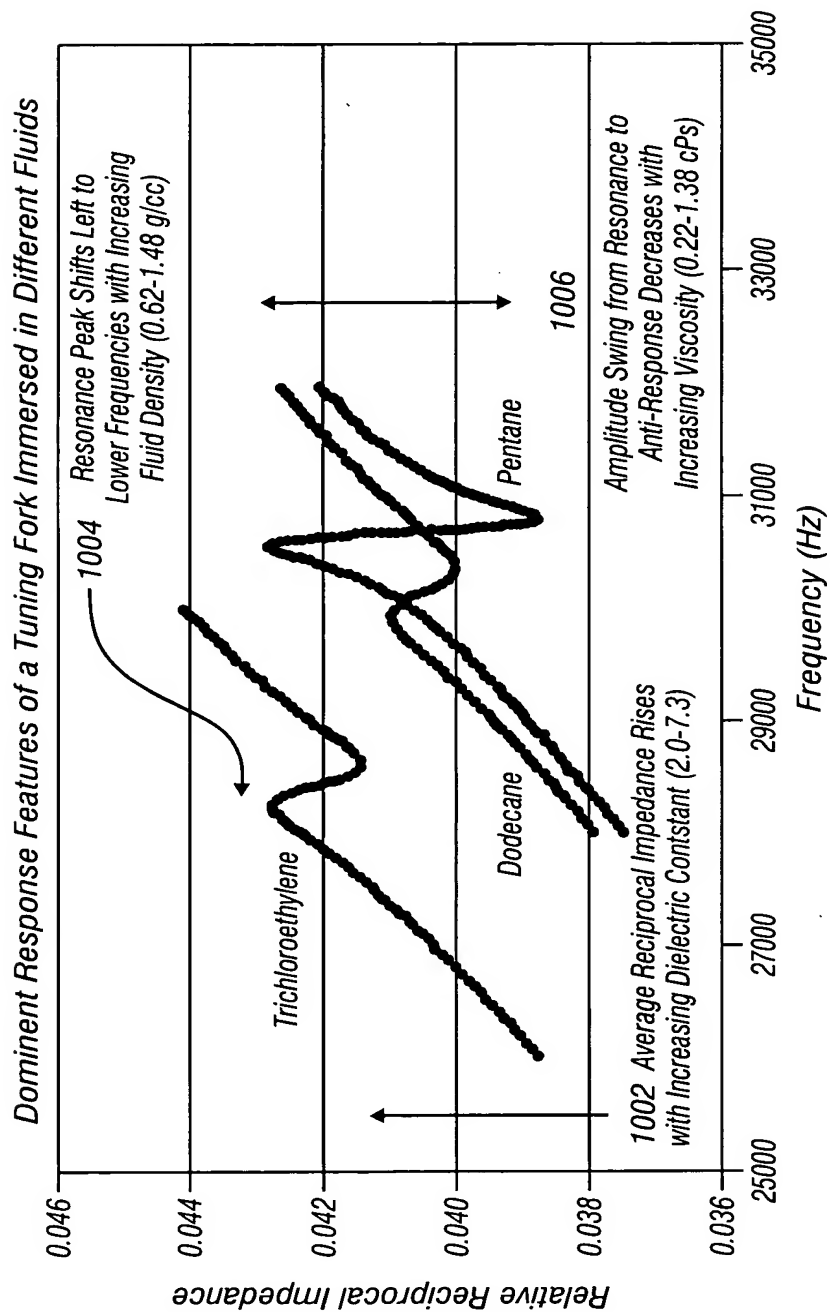 Dominent Response Features of a Tuning Fork Immersed in Different Fluids
Relative Reciprocal Impedance
0.046
0.044
0.042
0.040
0.038
0.036
1004 Resonance Peak Shifts Left to
Lower Frequencies with Increasing
Fluid Density (0.62-1.48 g/cc)
Trichloroethylene
Dodecane
Pentane
1006
1002 Average Reciprocal Impedance Rises
with Increasing Dielectric Contstant (2.0-7.3)
Amplitude Swing from Resonance to
Anti-Response Decreases with
Increasing Viscosity (0.22-1.38 cPs)
25000
27000
29000
31000
33000
35000
Frequency (Hz)